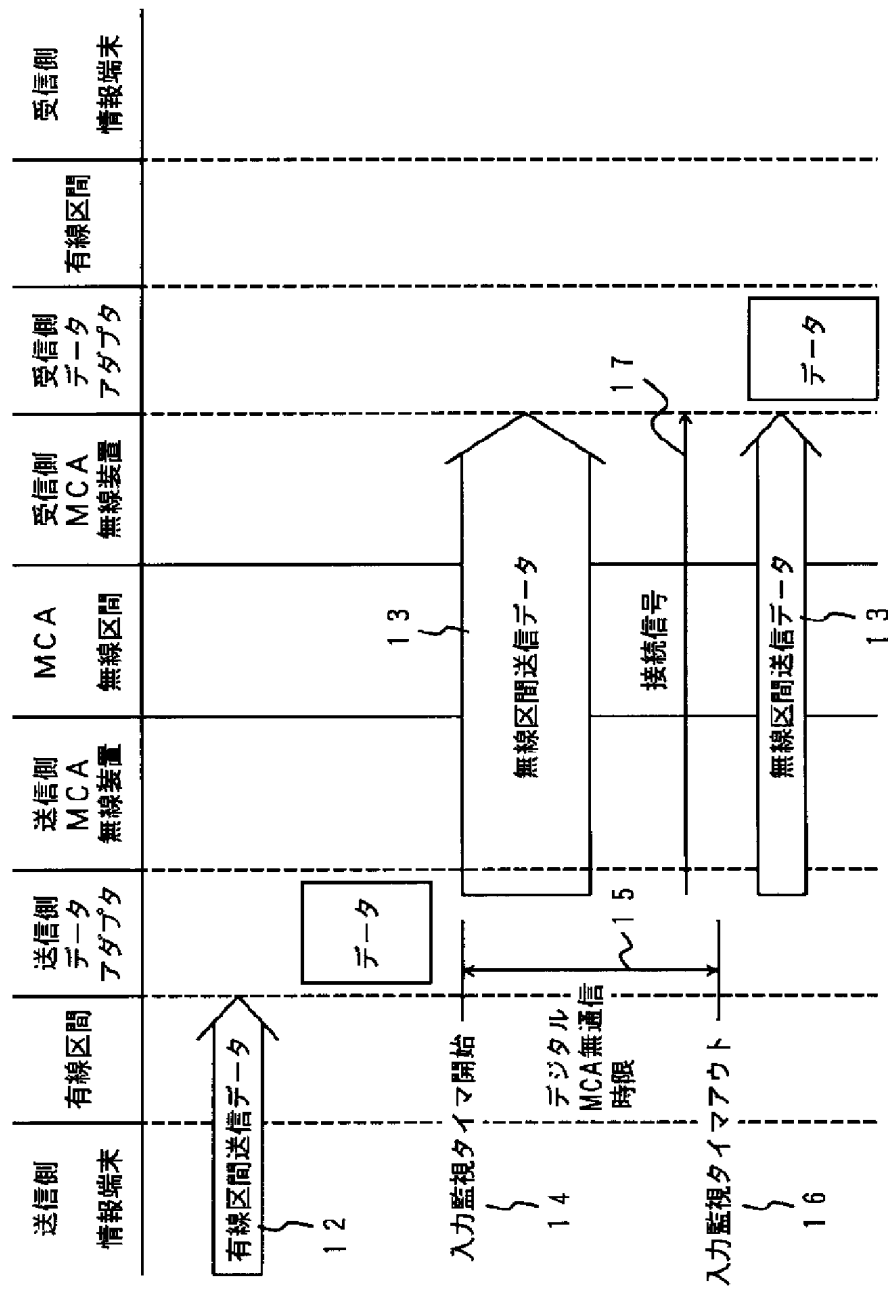 送信側
情報端末
有線区間
送信側
データ
アダプタ
送信側
MCA
無線装置
MCA
無線区間
受信側
MCA
無線装置
受信側
データ
アダプタ
有線区間
受信側
情報端末
有線区間送信データ
12
データ
入力監視タイマ開始
14
無線区間送信データ
13
デジタル
MCA無通信
時限
15
接続信号
17
入力監視タイマアウト
16
無線区間送信データ
13
データ